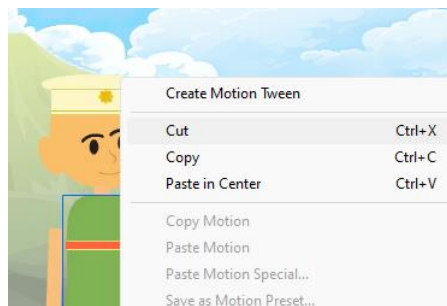 Create Motion Tween
Cut Ctrl+X
Copy Ctrl+C
Paste in Center Ctrl+V
Copy Motion
Paste Motion
Paste Motion Special...
Save as Motion Preset...